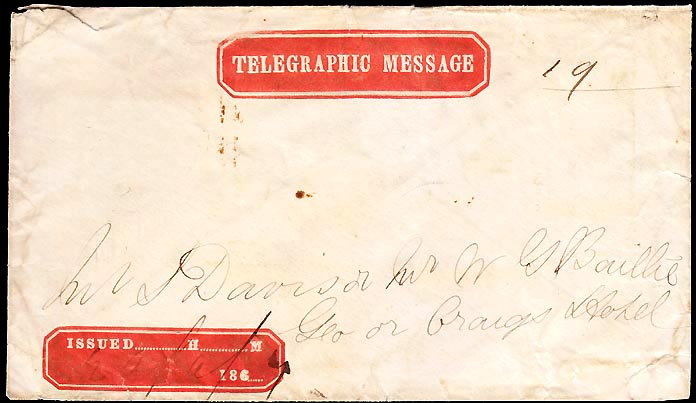 TELEGRAPHIC MESSAGE
19
Mr J Davis or Mr W G Baillie
Geo or Craigs Hotel
ISSUED H M
186